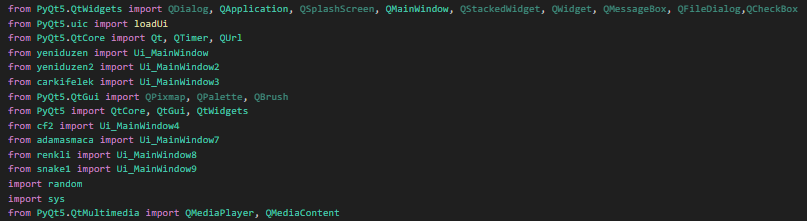 from PyQt5.QtWidgets import QDialog, QApplication, QSplashScreen, QMainWindow, QStackedWidget, QWidget, QMessageBox, QFileDialog,QCheckBox
from PyQt5.uic import loadUi
from PyQt5.QtCore import Qt, QTimer, QUrl
from yeniduzen import Ui_MainWindow
from yeniduzen2 import Ui_MainWindow2
from carkifelek import Ui_MainWindow3
from PyQt5.QtGui import QPixmap, QPalette, QBrush
from PyQt5 import QtCore, QtGui, QtWidgets
from cf2 import Ui_MainWindow4
from adamasmaca import Ui_MainWindow7
from renkli import Ui_MainWindow8
from snake1 import Ui_MainWindow9
import random
import sys
from PyQt5.QtMultimedia import QMediaPlayer, QMediaContent